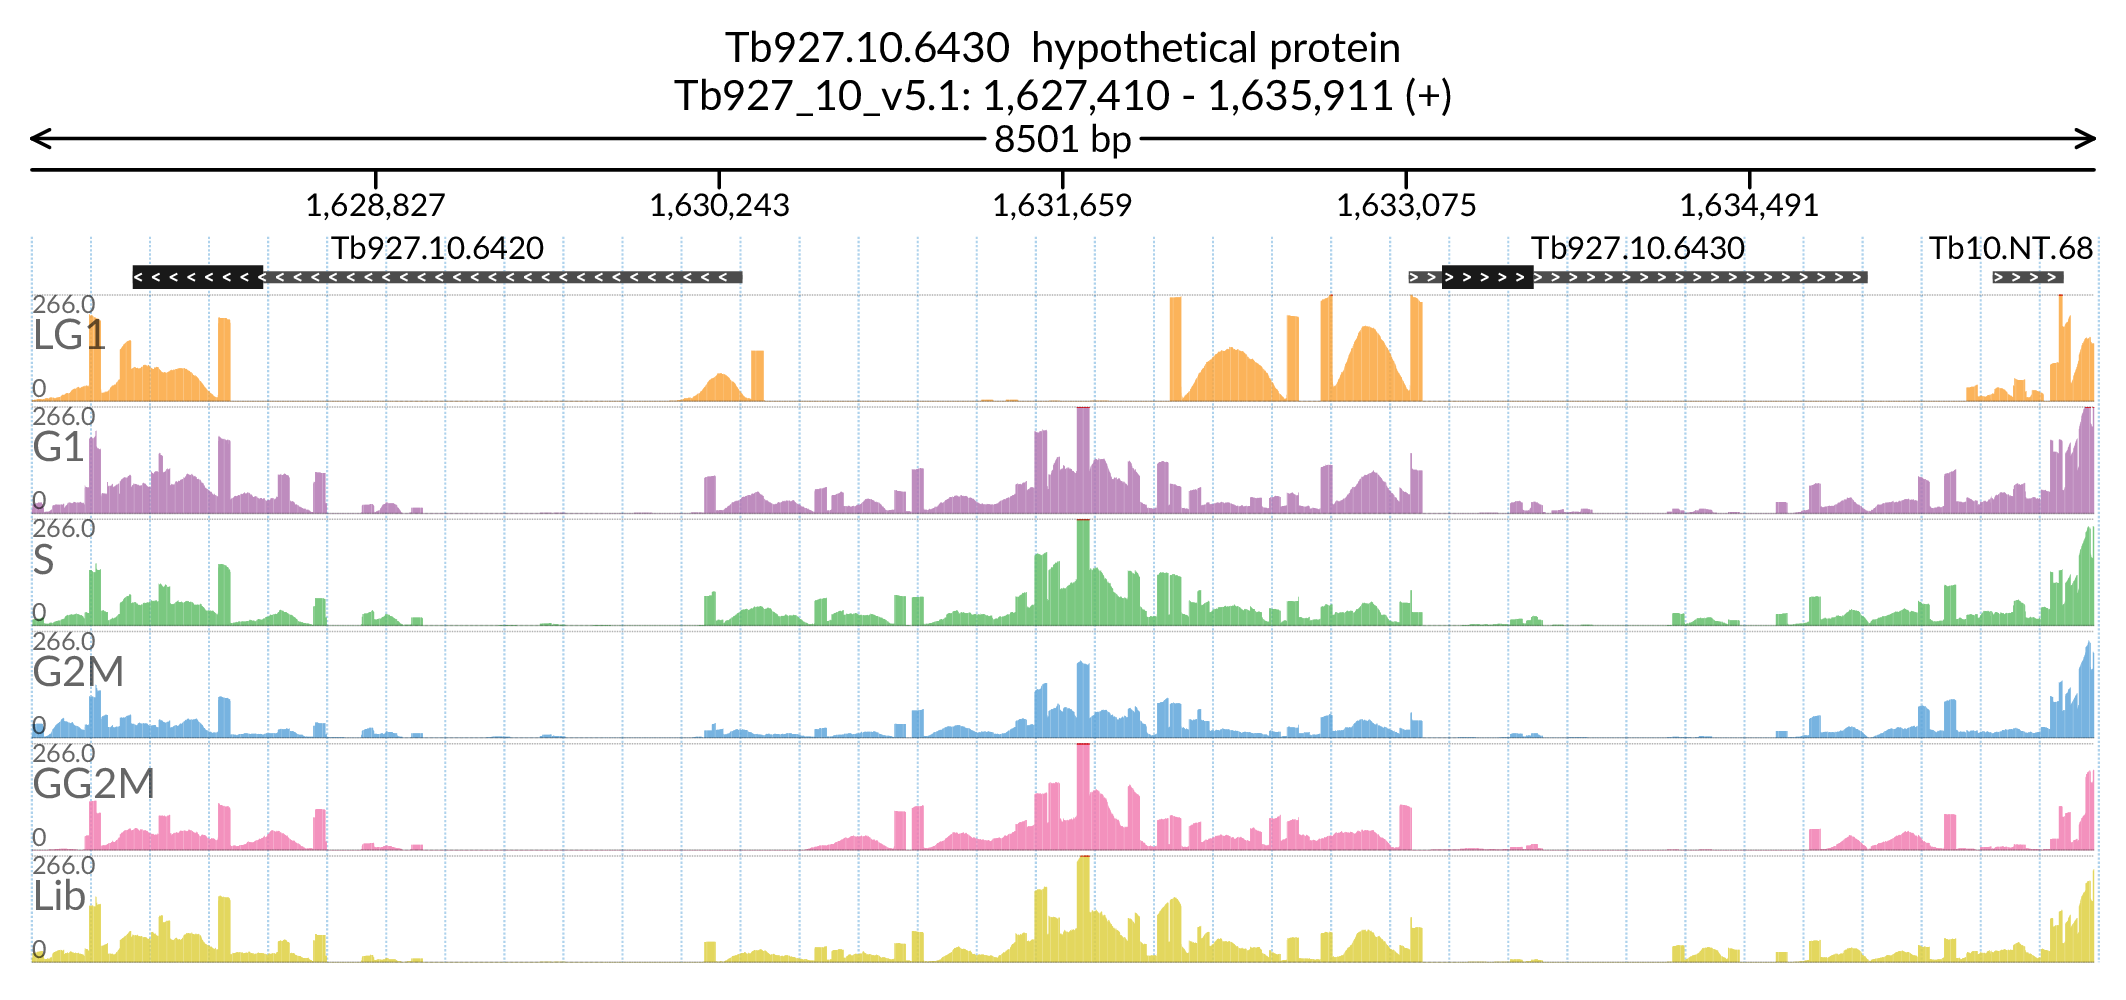 Tb927.10.6430 hypothetical protein
Tb927_10_v5.1: 1,627,410 - 1,635,911 (+)
8501 bp
1,628,827 1,630,243 1,631,659 1,633,075 1,634,491
Tb927.10.6420 Tb927.10.6430 Tb10.NT.68
266.0
LG1
0
266.0
G1
0
266.0
S
0
266.0
G2M
0
266.0
GG2M
0
266.0
Lib
0